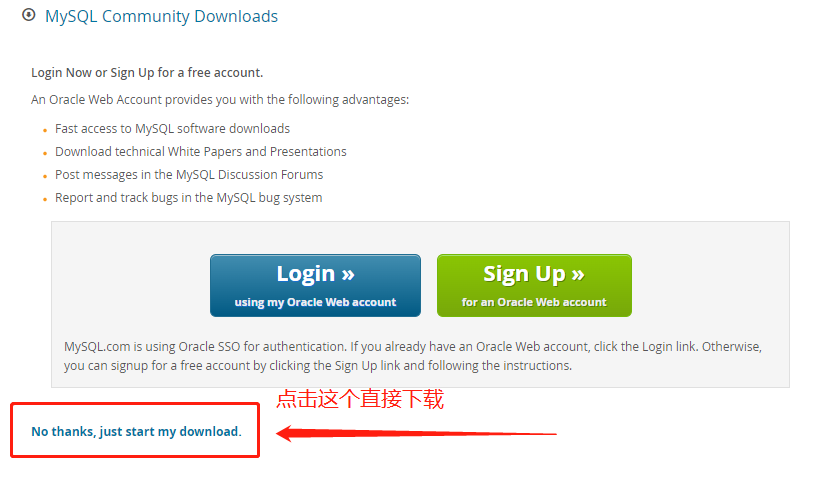 MySQL Community Downloads
Login Now or Sign Up for a free account.
An Oracle Web Account provides you with the following advantages:
Fast access to MySQL software downloads
Download technical White Papers and Presentations
Post messages in the MySQL Discussion Forums
Report and track bugs in the MySQL bug system
Login »
using my Oracle Web account
Sign Up »
for an Oracle Web account
MySQL.com is using Oracle SSO for authentication. If you already have an Oracle Web account, click the Login link. Otherwise,
you can signup for a free account by clicking the Sign Up link and following the instructions.
点击这个直接下载
No thanks, just start my download.